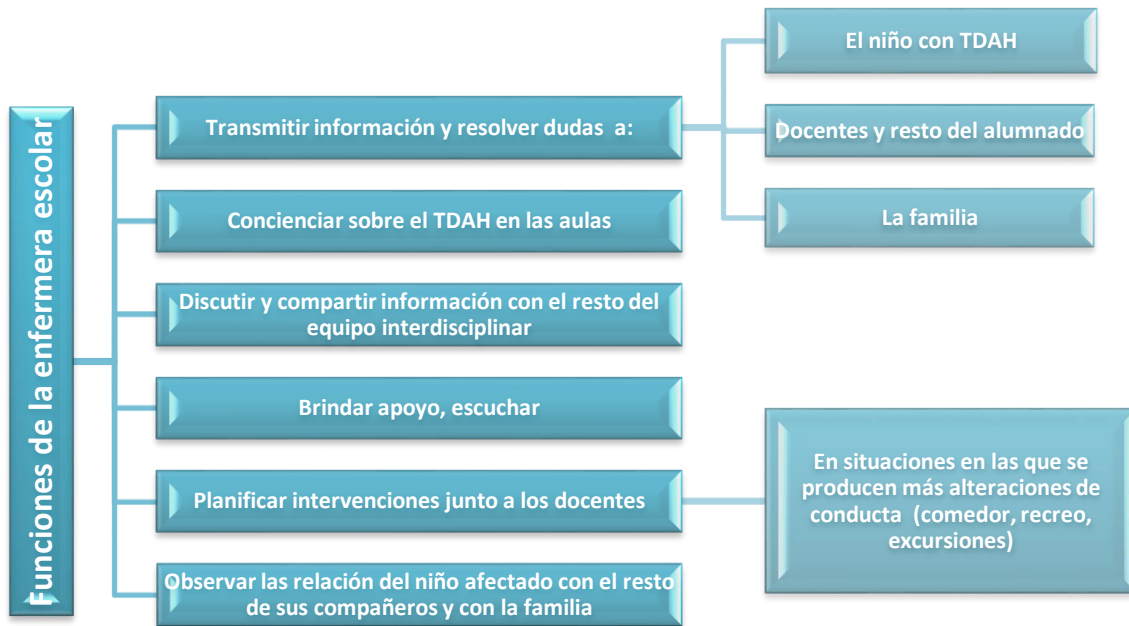 Funciones de la enfermera escolar
Transmitir información y resolver dudas a:
El niño con TDAH
Docentes y resto del alumnado
La familia
Concienciar sobre el TDAH en las aulas
Discutir y compartir información con el resto del
equipo interdisciplinar
Brindar apoyo, escuchar
Planificar intervenciones junto a los docentes
En situaciones en las que se
producen más alteraciones de
conducta (comedor, recreo,
excursiones)
Observar las relación del niño afectado con el resto
de sus compañeros y con la familia